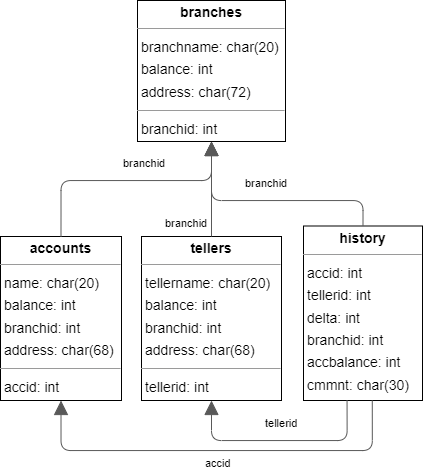 branches
branchname: char(20)
balance: int
address: char(72)
branchid: int
branchid
branchid
branchid
accounts
name: char(20)
balance: int
branchid: int
address: char(68)
accid: int
tellers
tellername: char(20)
balance: int
branchid: int
address: char(68)
tellerid: int
history
accid: int
tellerid: int
delta: int
branchid: int
accbalance: int
cmmnt: char(30)
tellerid
accid